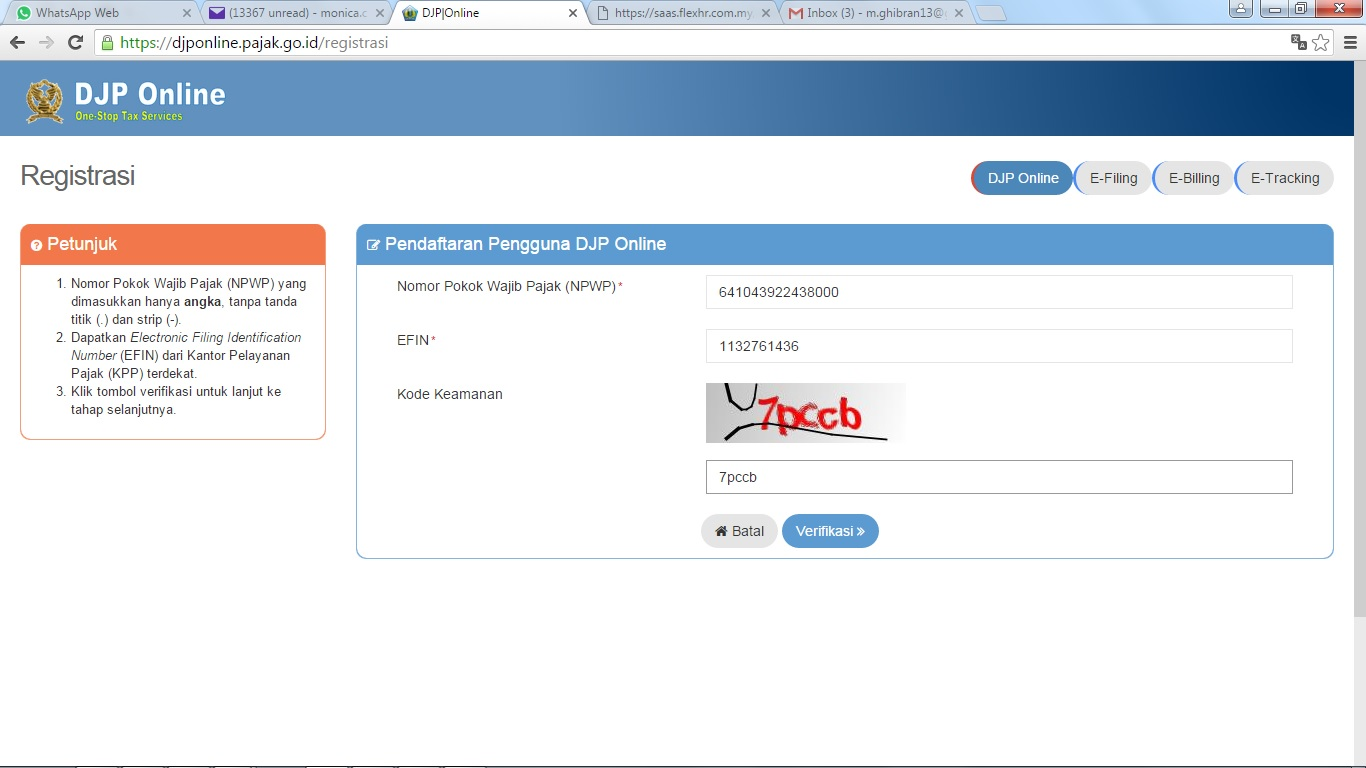 WhatsApp Web
(13367 unread) - monica.c
DJP|Online
https://saas.flexhr.com.my
Inbox (3) - m.ghibran13@
https://djponline.pajak.go.id/registrasi
DJP Online
One-Stop Tax Services
Registrasi
DJP Online
E-Filing
E-Billing
E-Tracking
Petunjuk
1. Nomor Pokok Wajib Pajak (NPWP) yang
dimasukkan hanya angka, tanpa tanda
titik (.) dan strip (-).
2. Dapatkan Electronic Filing Identification
Number (EFIN) dari Kantor Pelayanan
Pajak (KPP) terdekat.
3. Klik tombol verifikasi untuk lanjut ke
tahap selanjutnya.
Pendaftaran Pengguna DJP Online
Nomor Pokok Wajib Pajak (NPWP)*
641043922438000
EFIN*
1132761436
Kode Keamanan
7pccb
7pccb
Batal
Verifikasi »